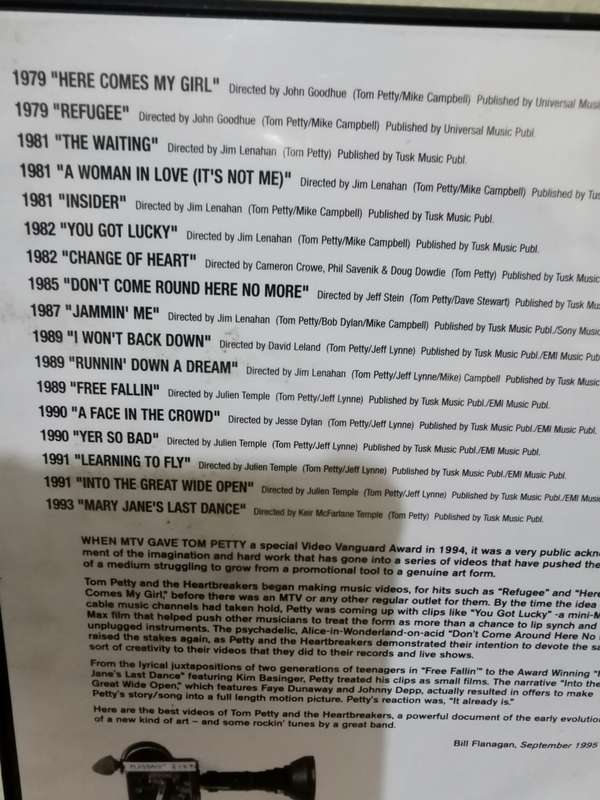 1979 "HERE COMES MY GIRL" Directed by John Goodhue (Tom Petty/Mike Campbell) Published by Universal Musi
1979 "REFUGEE" Directed by John Goodhue (Tom Petty/Mike Campbell) Published by Universal Music Publ.
1981 "THE WAITING" Directed by Jim Lenahan (Tom Petty) Published by Tusk Music Publ.
1981 "A WOMAN IN LOVE (IT'S NOT ME)" Directed by Jim Lenahan (Tom Petty/Mike Campbell) Published by Tus
1981 "INSIDER" Directed by Jim Lenahan (Tom Petty/Mike Campbell) Published by Tusk Music Publ.
1982 "YOU GOT LUCKY" Directed by Jim Lenahan (Tom Petty/Mike Campbell) Published by Tusk Music Publ.
1982 "CHANGE OF HEART" Directed by Cameron Crowe, Phil Savenik & Doug Dowdie (Tom Petty) Published by Tusk Music
1985 "DON'T COME ROUND HERE NO MORE" Directed by Jeff Stein (Tom Petty/Dave Stewart) Published by Tusk Mu
1987 "JAMMIN' ME" Directed by Jim Lenahan (Tom Petty/Bob Dylan/Mike Campbell) Published by Tusk Music Publ./Sony Music
1989 "I WON'T BACK DOWN" Directed by David Leland (Tom Petty/Jeff Lynne) Published by Tusk Music Publ./EMI Music Pub
1989 "RUNNIN' DOWN A DREAM" Directed by Jim Lenahan (Tom Petty/Jeff Lynne/Mike) Campbell Published by Tusk Music
1989 "FREE FALLIN" Directed by Julien Temple (Tom Petty/Jeff Lynne) Published by Tusk Music Publ./EMI Music Publ.
1990 "A FACE IN THE CROWD" Directed by Jesse Dylan (Tom Petty/Jeff Lynne) Published by Tusk Music Publ./EMI Music Publ.
1990 "YER SO BAD" Directed by Julien Temple (Tom Petty/Jeff Lynne) Published by Tusk Music Publ./EMI Music Publ.
1991 "LEARNING TO FLY" Directed by Julien Temple (Tom Petty/Jeff Lynne) Published by Tusk Music Publ./EMI Music Publ.
1991 "INTO THE GREAT WIDE OPEN" Directed by Julien Temple (Tom Petty/Jeff Lynne) Published by Tusk Music Publ./EMI Music
1993 "MARY JANE'S LAST DANCE" Directed by Keir McFarlane Temple (Tom Petty) Published by Tusk Music Publ.
WHEN MTV GAVE TOM PETTY a special Video Vanguard Award in 1994, it was a very public ackn
ment of the imagination and hard work that has gone into a series of videos that have pushed the
of a medium struggling to grow from a promotional tool to a genuine art form.
Tom Petty and the Heartbreakers began making music videos, for hits such as "Refugee" and "Here
Comes My Girl," before there was an MTV or any other regular outlet for them. By the time the idea
cable music channels had taken hold, Petty was coming up with clips like "You Got Lucky" -a mini-M
Max film that helped push other musicians to treat the form as more than a chance to lip synch and
unplugged instruments. The psychadelic, Alice-in-Wonderland-on-acid "Don't Come Around Here No
raised the stakes again, as Petty and the Heartbreakers demonstrated their intention to devote the sa
sort of creativity to their videos that they did to their records and live shows.
From the lyrical juxtapositions of two generations of teenagers in "Free Fallin'" to the Award Winning "
Jane's Last Dance" featuring Kim Basinger, Petty treated his clips as small films. The narrative "Into the
Great Wide Open," which features Faye Dunaway and Johnny Depp, actually resulted in offers to make
Petty's story/song into a full length motion picture. Petty's reaction was, "It already is."
Here are the best videos of Tom Petty and the Heartbreakers, a powerful document of the early evolution
of a new kind of art – and some rockin' tunes by a great band.
Bill Flanagan, September 1995